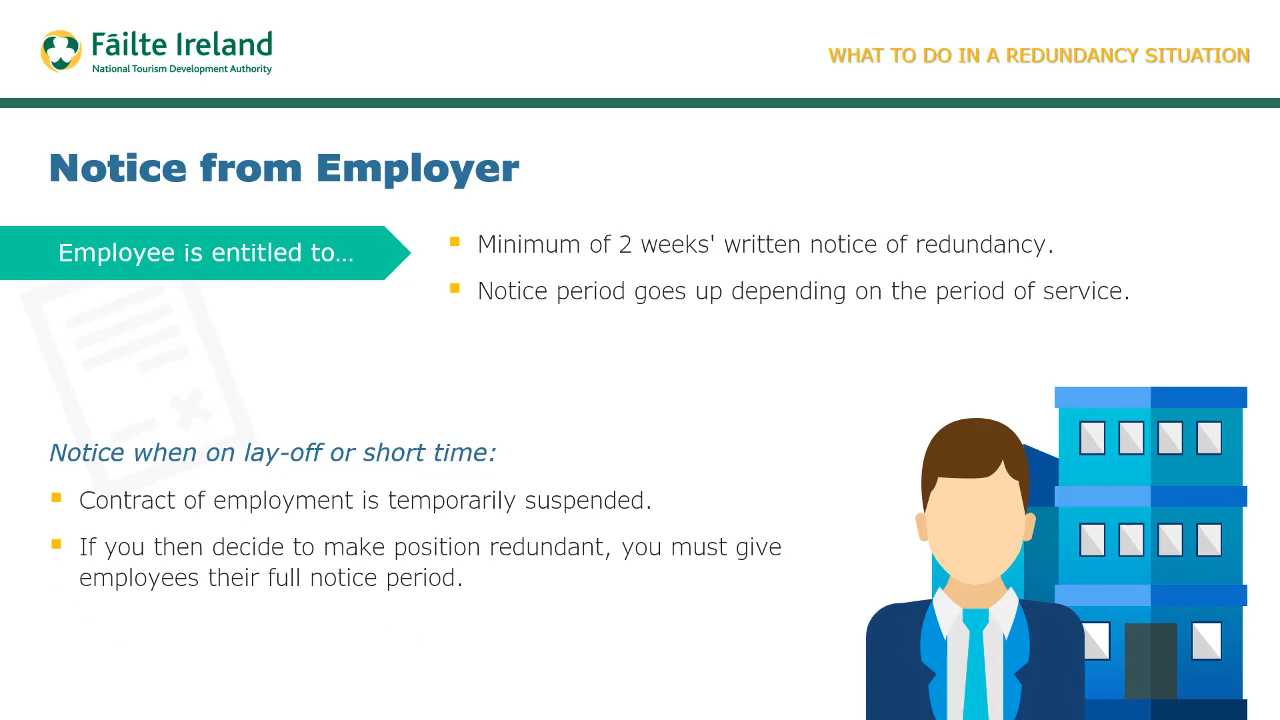 Fáilte Ireland
National Tourism Development Authority
WHAT TO DO IN A REDUNDANCY SITUATION
Notice from Employer
Employee is entitled to...
Minimum of 2 weeks' written notice of redundancy.
Notice period goes up depending on the period of service.
Notice when on lay-off or short time:
Contract of employment is temporarily suspended.
If you then decide to make position redundant, you must give
employees their full notice period.